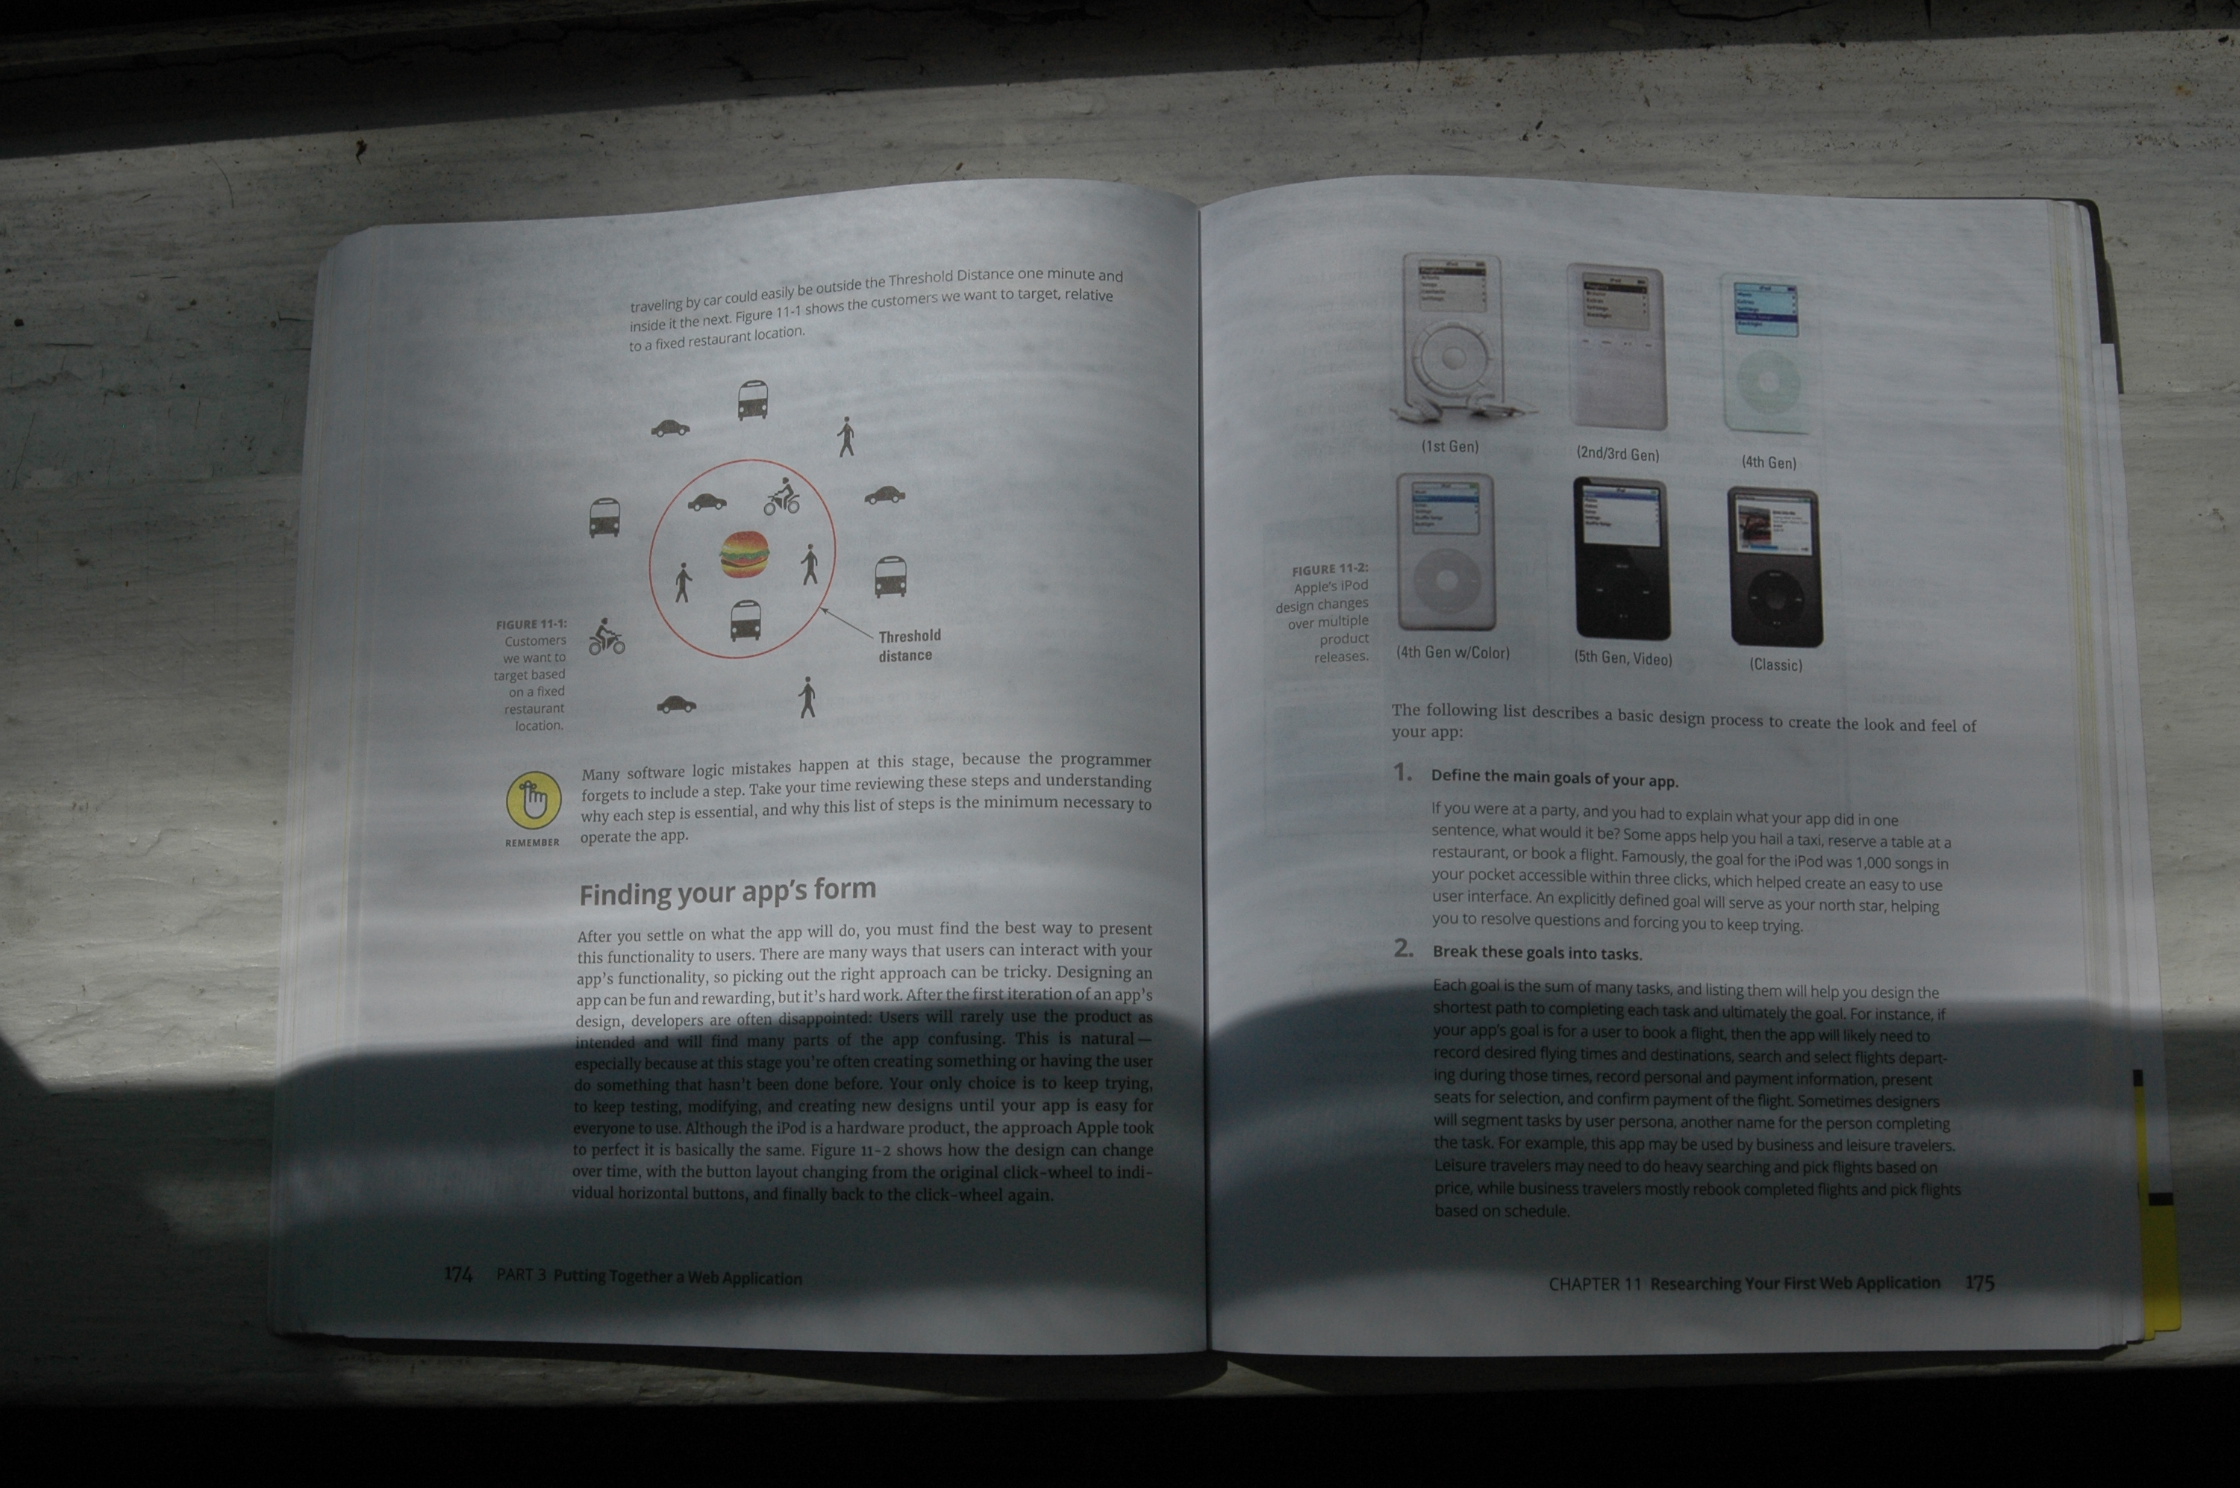 traveling by car could easily be outside the Threshold Distance one minute and
inside it the next. Figure 11-1 shows the customers we want to target, relative
to a fixed restaurant location.
Threshold
distance
FIGURE 11-1:
Customers
we want to
target based
on a fixed
restaurant
location.
REMEMBER
Many software logic mistakes happen at this stage, because the programmer
forgets to include a step. Take your time reviewing these steps and understanding
why each step is essential, and why this list of steps is the minimum necessary to
operate the app.
Finding your app's form
After you settle on what the app will do, you must find the best way to present
this functionality to users. There are many ways that users can interact with your
app's functionality, so picking out the right approach can be tricky. Designing an
app can be fun and rewarding, but it's hard work. After the first iteration of an app's
design, developers are often disappointed: Users will rarely use the product as
intended and will find many parts of the app confusing. This is natural —
especially because at this stage you're often creating something or having the user
do something that hasn't been done before. Your only choice is to keep trying,
to keep testing, modifying, and creating new designs until your app is easy for
everyone to use. Although the iPod is a hardware product, the approach Apple took
to perfect it is basically the same. Figure 11-2 shows how the design can change
over time, with the button layout changing from the original click-wheel to indi-
vidual horizontal buttons, and finally back to the click-wheel again.
174 PART 3 Putting Together a Web Application
(1st Gen)
(2nd/3rd Gen)
(4th Gen)
(4th Gen w/Color)
(5th Gen, Video)
(Classic)
FIGURE 11-2:
Apple's iPod
design changes
over multiple
product
releases.
The following list describes a basic design process to create the look and feel of
your app:
1. Define the main goals of your app.
If you were at a party, and you had to explain what your app did in one
sentence, what would it be? Some apps help you hail a taxi, reserve a table at a
restaurant, or book a flight. Famously, the goal for the iPod was 1,000 songs in
your pocket accessible within three clicks, which helped create an easy to use
user interface. An explicitly defined goal will serve as your north star, helping
you to resolve questions and forcing you to keep trying.
2. Break these goals into tasks.
Each goal is the sum of many tasks, and listing them will help you design the
shortest path to completing each task and ultimately the goal. For instance, if
your app's goal is for a user to book a flight, then the app will likely need to
record desired flying times and destinations, search and select flights depart-
ing during those times, record personal and payment information, present
seats for selection, and confirm payment of the flight. Sometimes designers
will segment tasks by user persona, another name for the person completing
the task. For example, this app may be used by business and leisure travelers.
Leisure travelers may need to do heavy searching and pick flights based on
price, while business travelers mostly rebook completed flights and pick flights
based on schedule.
CHAPTER 11 Researching Your First Web Application 175